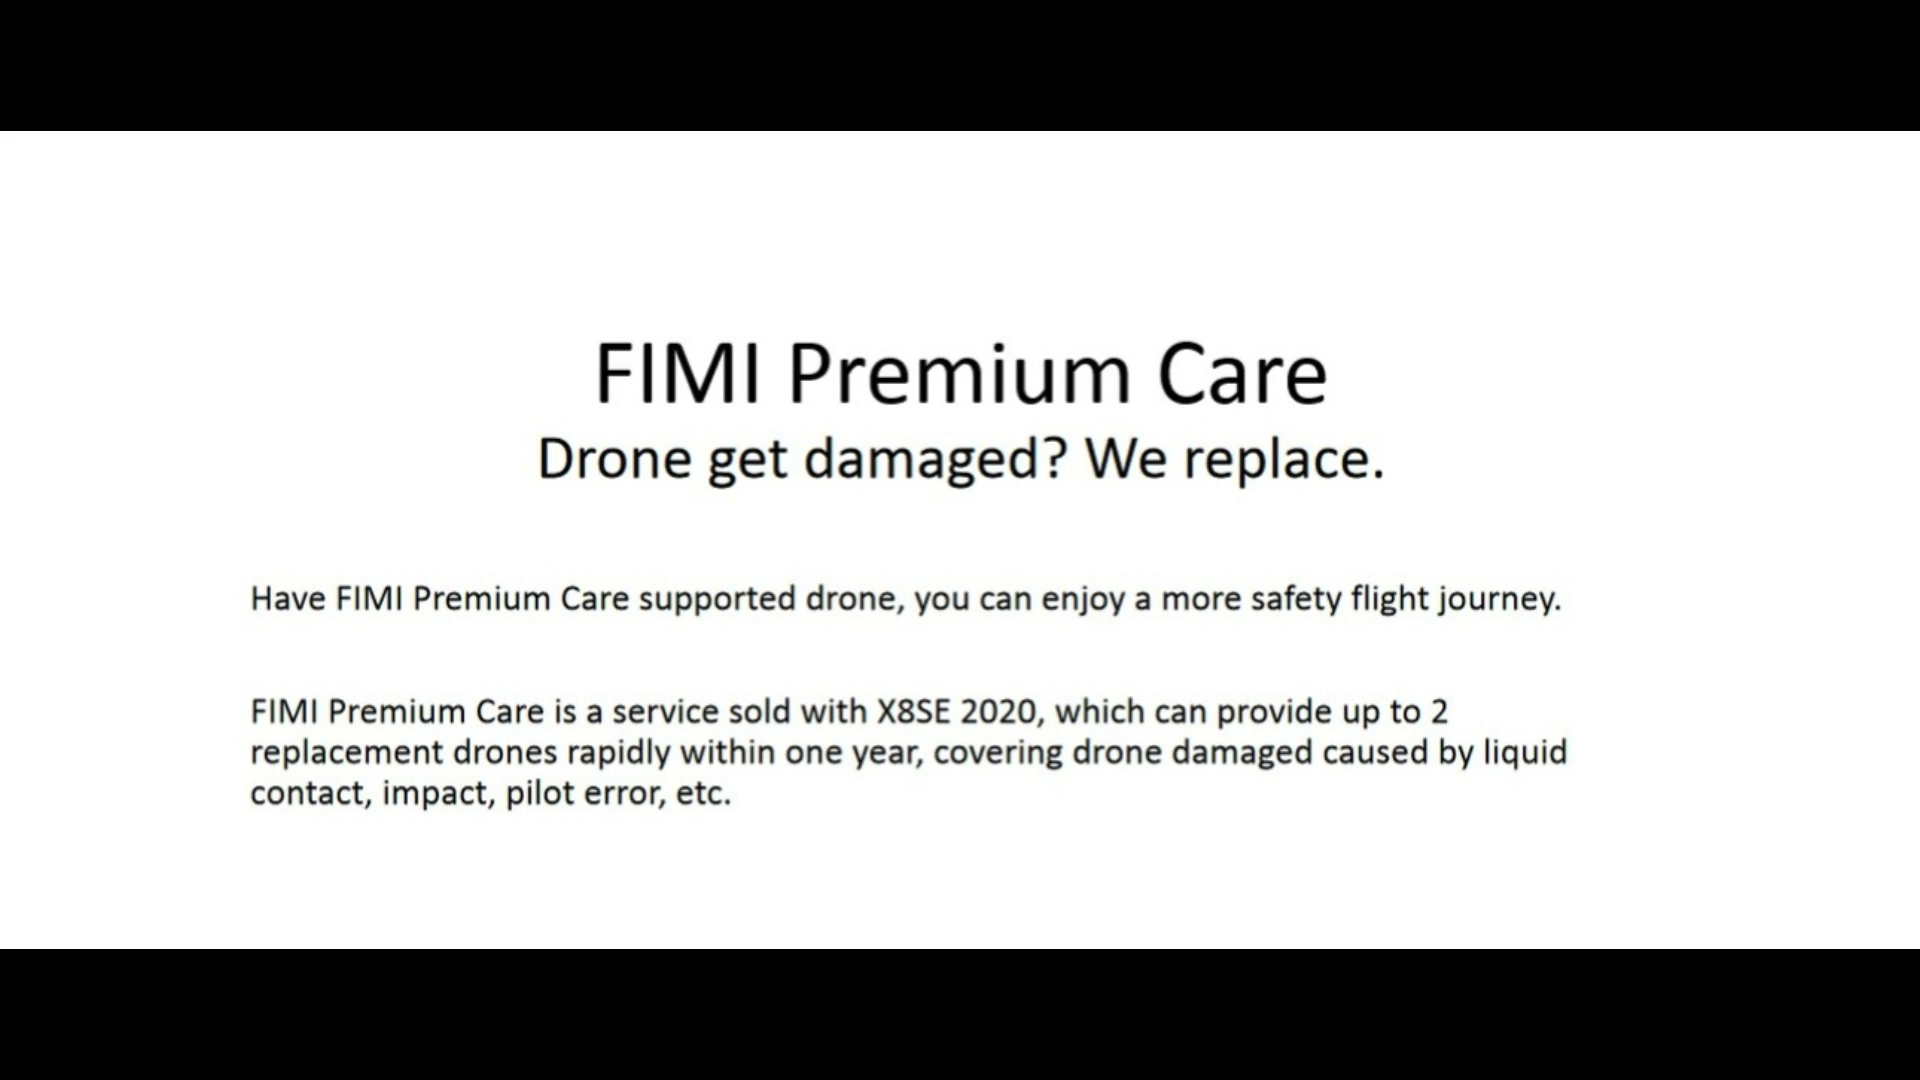 FIMI Premium Care
Drone get damaged? We replace.
Have FIMI Premium Care supported drone, you can enjoy a more safety flight journey.
FIMI Premium Care is a service sold with X8SE 2020, which can provide up to 2
replacement drones rapidly within one year, covering drone damaged caused by liquid
contact, impact, pilot error, etc.